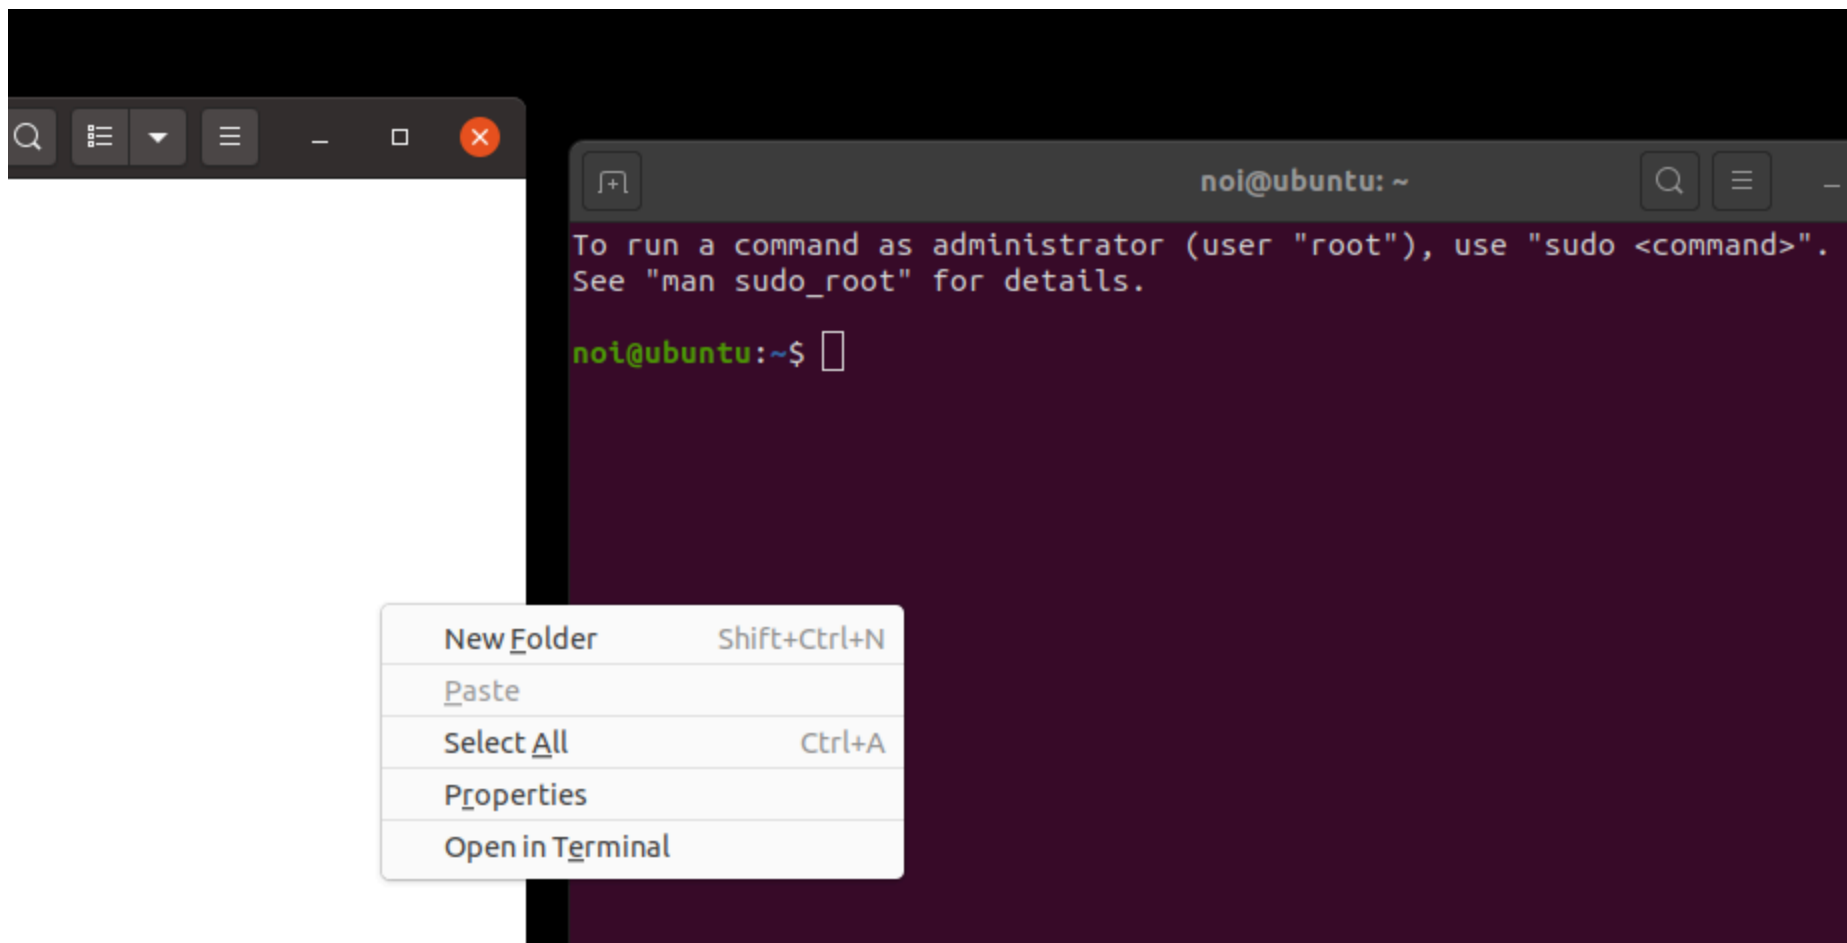 noi@ubuntu: ~
To run a command as administrator (user "root"), use "sudo <command>".
See "man sudo_root" for details.
noi@ubuntu:~$
New Folder Shift+Ctrl+N
Paste
Select All Ctrl+A
Properties
Open in Terminal